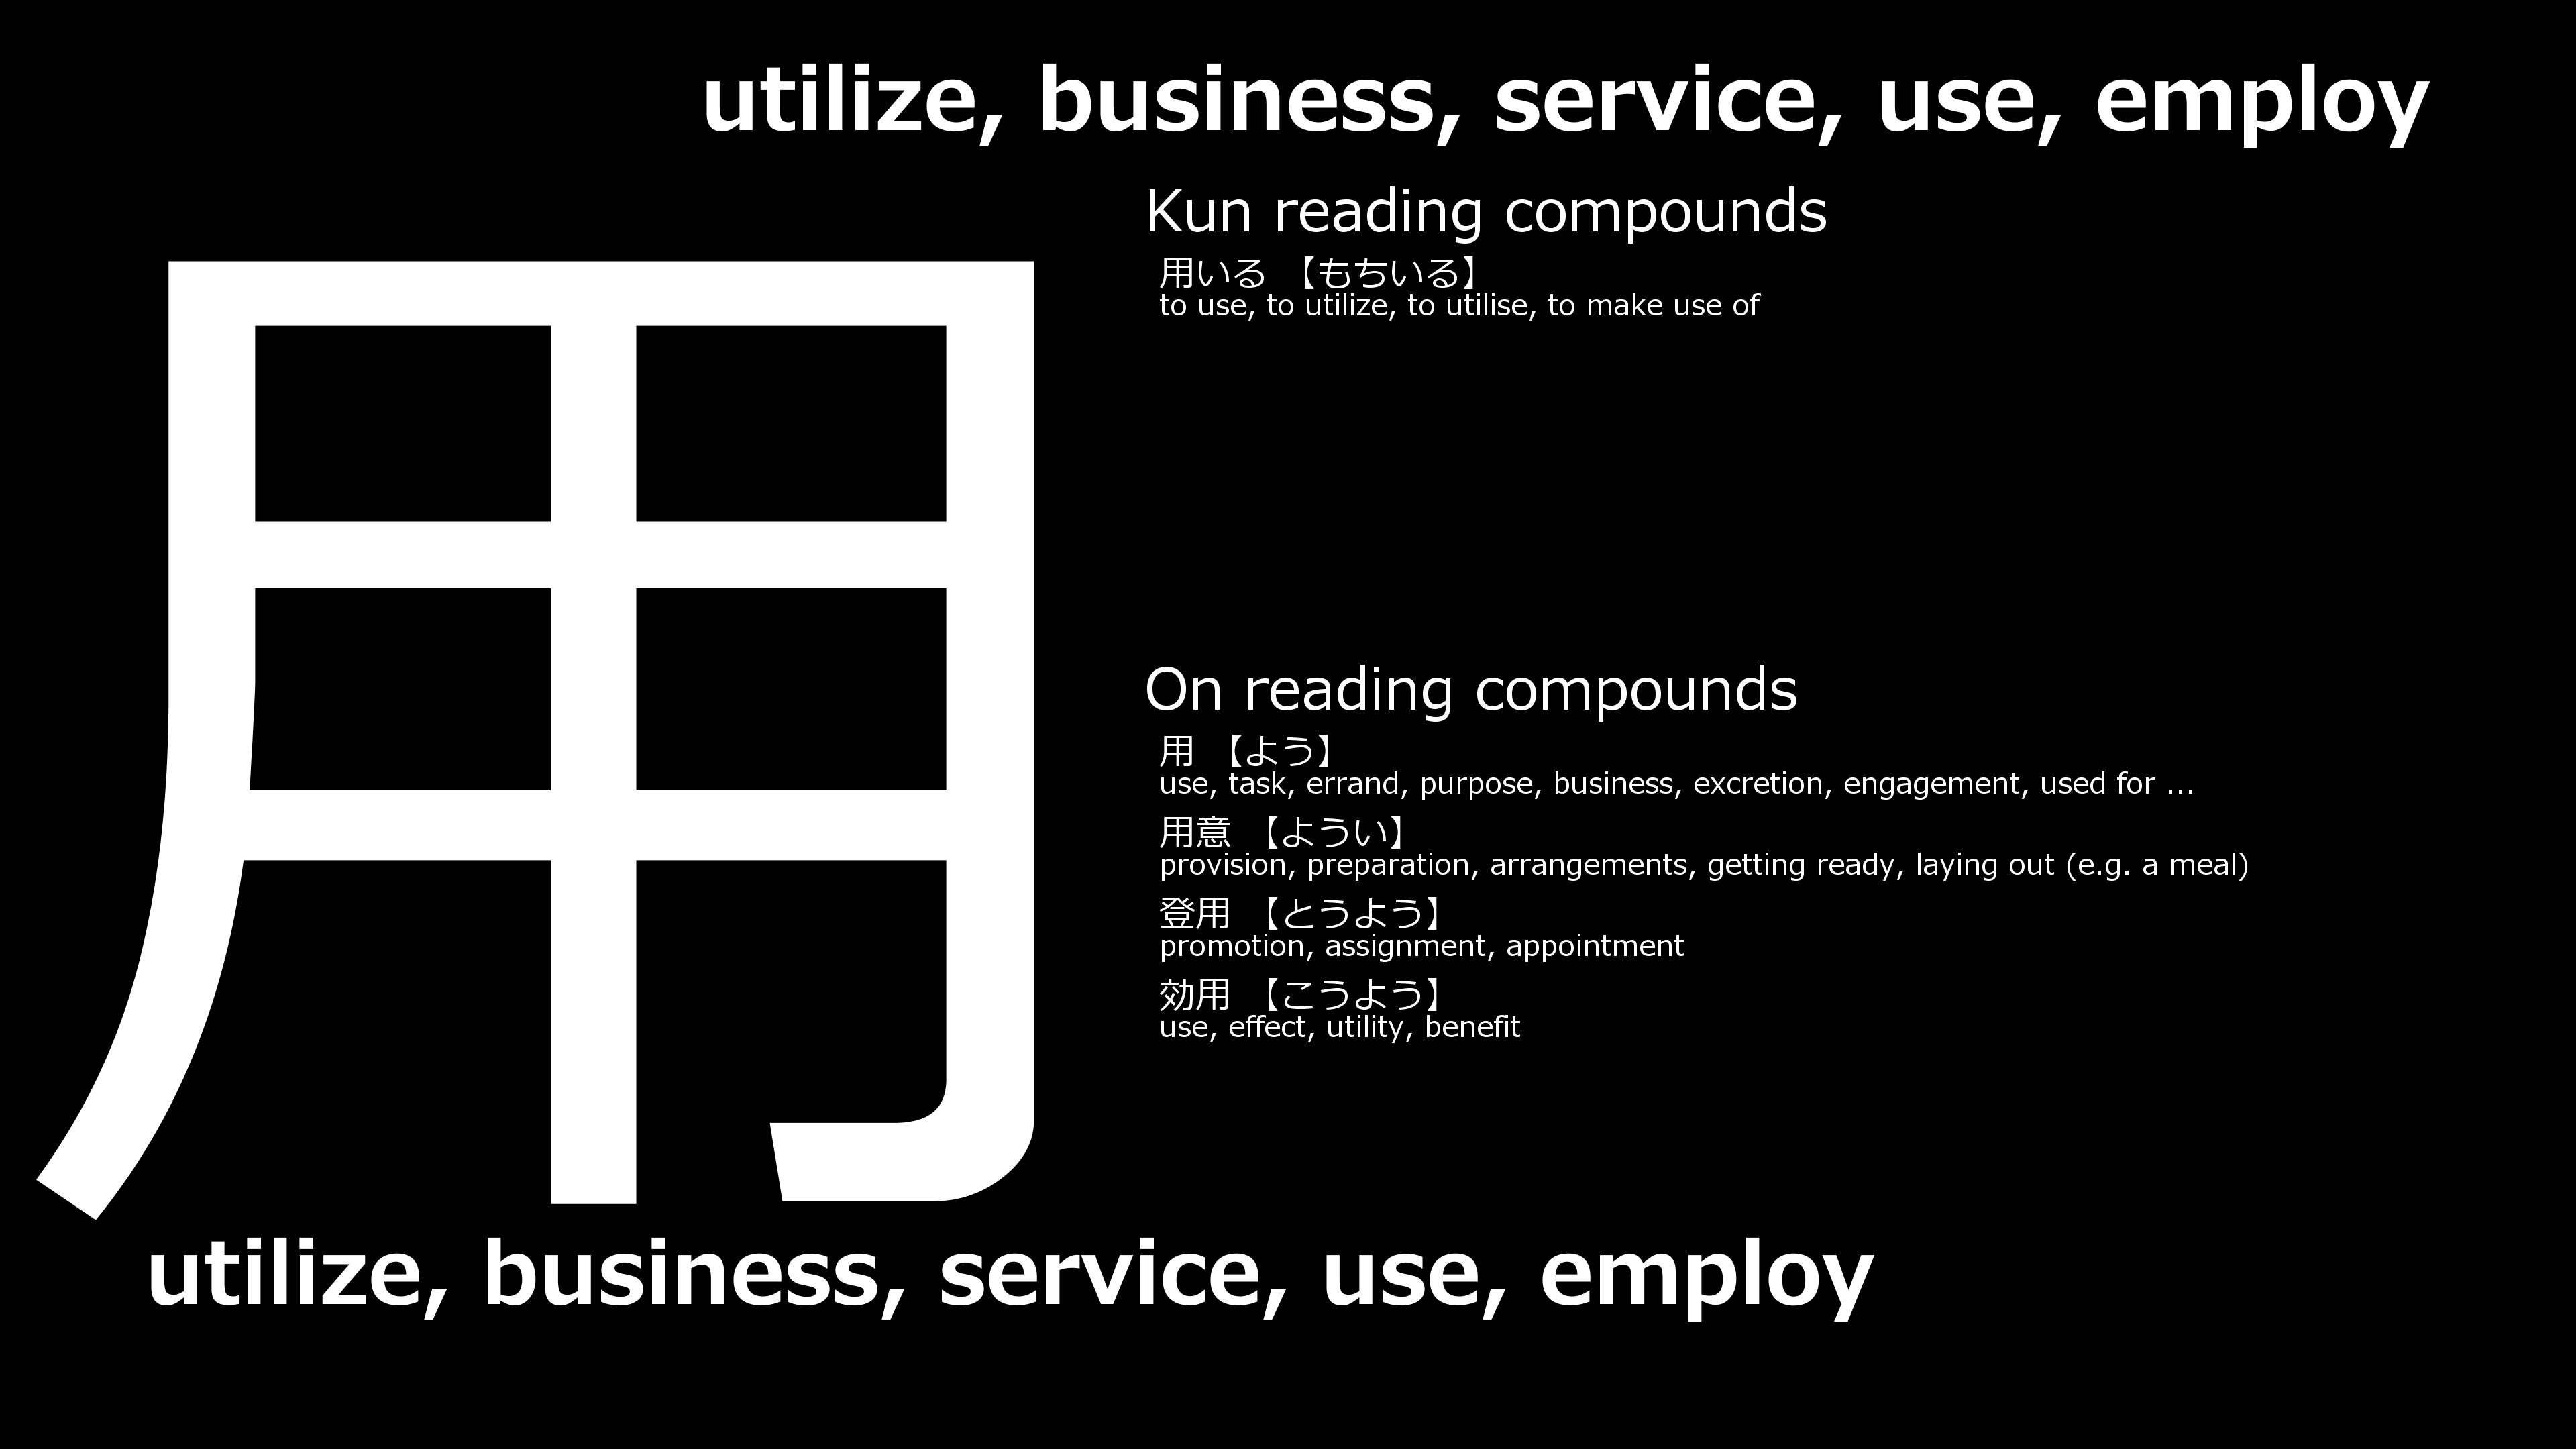 utilize, business, service, use, employ
用
Kun reading compounds
用いる 【もちいる】
to use, to utilize, to utilise, to make use of
On reading compounds
用 【よう】
use, task, errand, purpose, business, excretion, engagement, used for ...
用意 【ようい】
provision, preparation, arrangements, getting ready, laying out (e.g. a meal)
登用 【とうよう】
promotion, assignment, appointment
効用 【こうよう】
use, effect, utility, benefit
utilize, business, service, use, employ